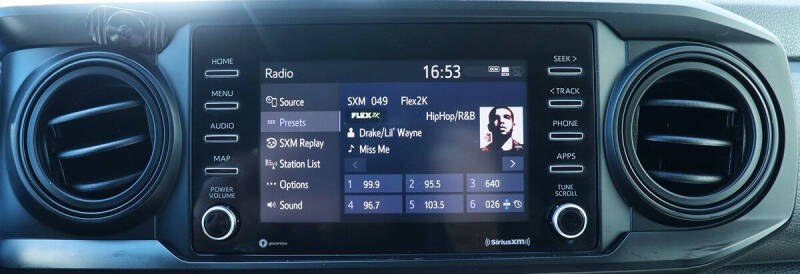 HOME
MENU
AUDIO
MAP
POWER
VOLUME
Radio
16:53
DCM
Source
Presets
SXM Replay
Station List
Options
Sound
SXM 049 Flex2K
FLEX2K
HipHop/R&B
Drake/Lil' Wayne
Miss Me
<
>
1 99.9
2 95.5
3 640
4 96.7
5 103.5
6 026
SEEK >
< TRACK
PHONE
APPS
TUNE
SCROLL
gracenote
((SiriusXM))